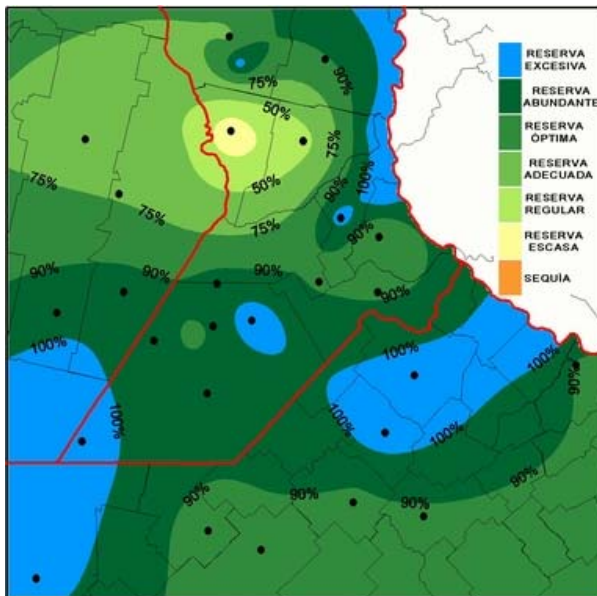 75%
90%
50%
75%
50%
75%
75%
75%
90%
100%
90%
90%
90%
90%
90%
100%
100%
100%
100%
100%
90%
90%
90%
90%
90%
RESERVA
EXCESIVA
RESERVA
ABUNDANTE
RESERVA
ÓPTIMA
RESERVA
ADECUADA
RESERVA
REGULAR
RESERVA
ESCASA
SEQUÍA